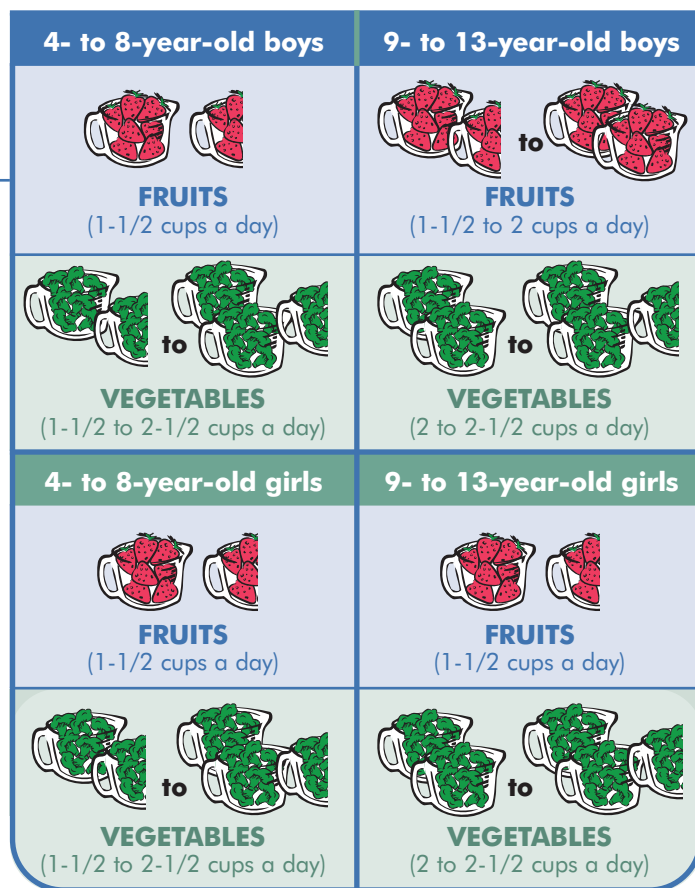 4- to 8-year-old boys
9- to 13-year-old boys
to
FRUITS
(1-1/2 cups a day)
FRUITS
(1-1/2 to 2 cups a day)
to
to
VEGETABLES
(1-1/2 to 2-1/2 cups a day)
VEGETABLES
(2 to 2-1/2 cups a day)
4- to 8-year-old girls
9- to 13-year-old girls
FRUITS
(1-1/2 cups a day)
FRUITS
(1-1/2 cups a day)
to
to
VEGETABLES
(1-1/2 to 2-1/2 cups a day)
VEGETABLES
(2 to 2-1/2 cups a day)